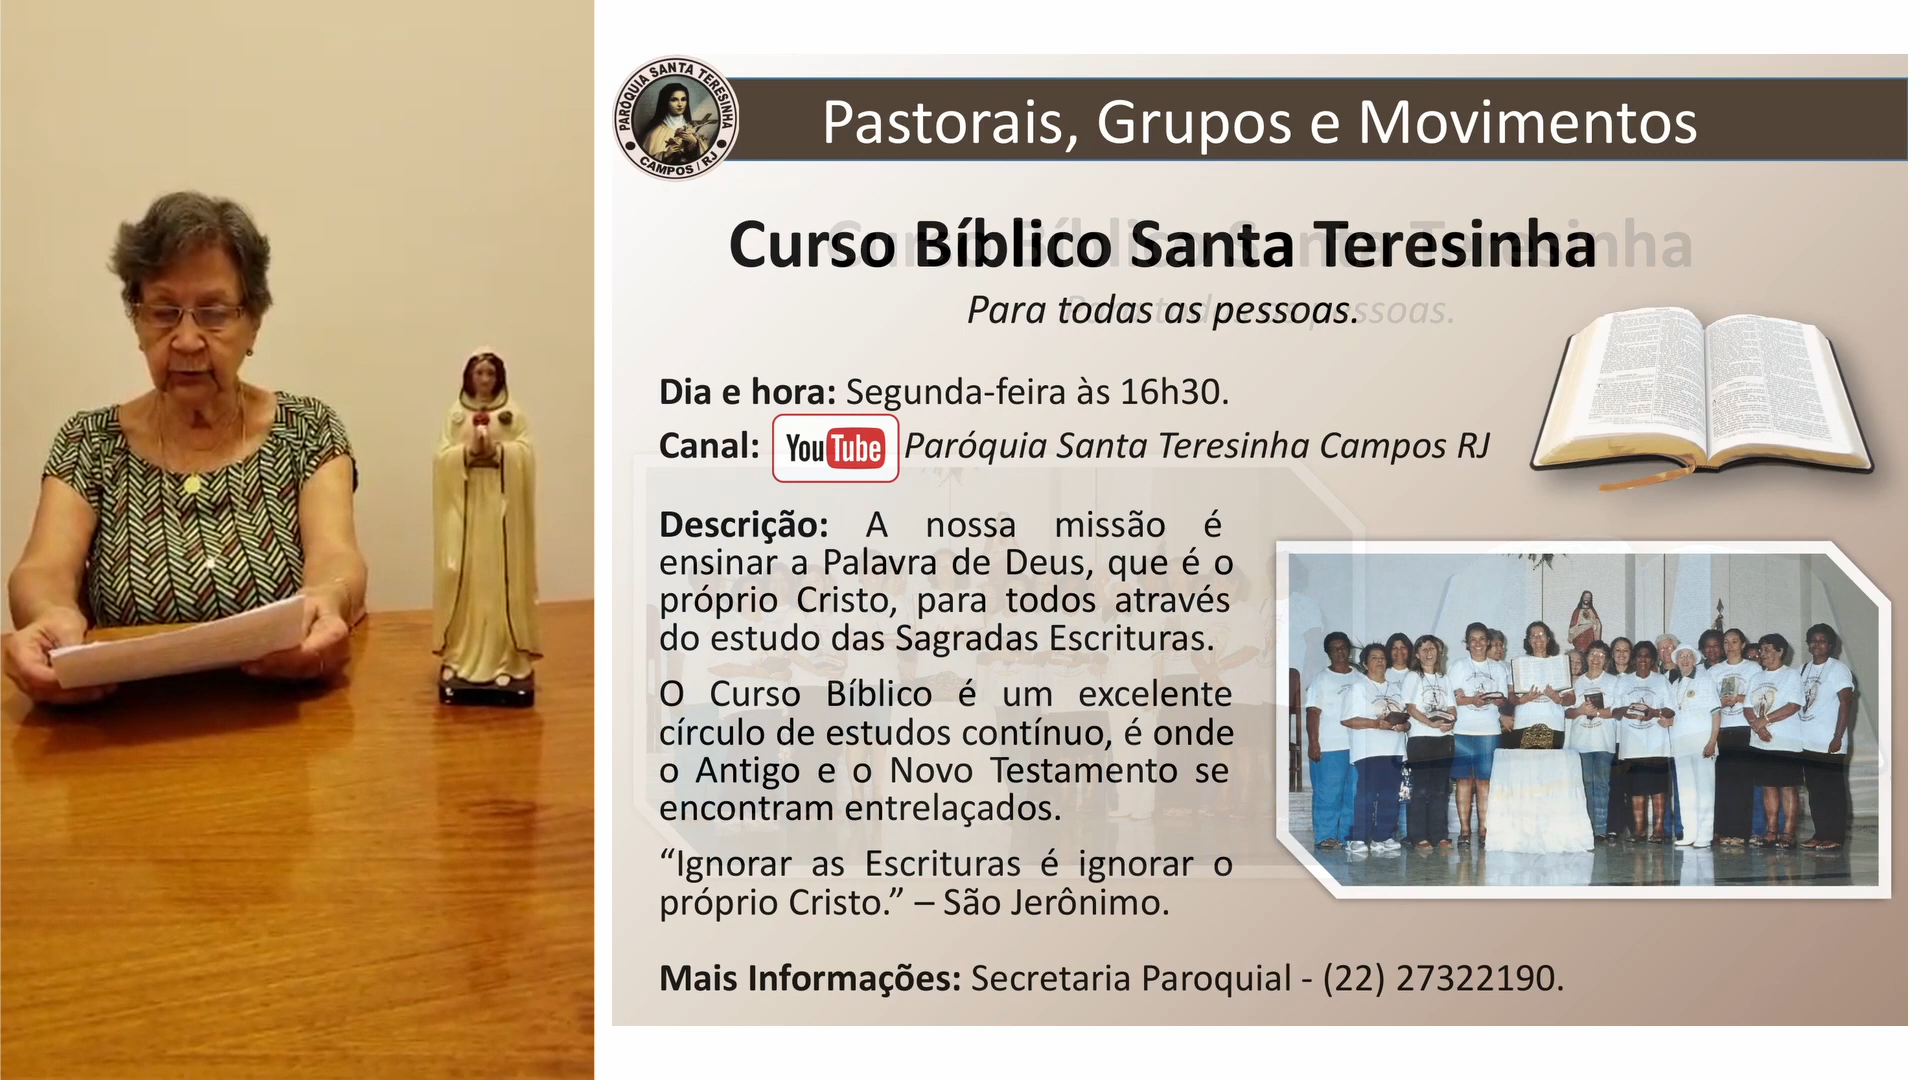 PARÓQUIA SANTA TERESINHA
CAMPOS / RJ
Pastorais, Grupos e Movimentos
Curso Bíblico Santa Teresinha
Para todas as pessoas.
Dia e hora: Segunda-feira às 16h30.
Canal: YouTube Paróquia Santa Teresinha Campos RJ
Descrição: A nossa missão é
ensinar a Palavra de Deus, que é o
próprio Cristo, para todos através
do estudo das Sagradas Escrituras.
O Curso Bíblico é um excelente
círculo de estudos contínuo, é onde
o Antigo e o Novo Testamento se
encontram entrelaçados.
“Ignorar as Escrituras é ignorar o
próprio Cristo.” – São Jerônimo.
Mais Informações: Secretaria Paroquial - (22) 27322190.